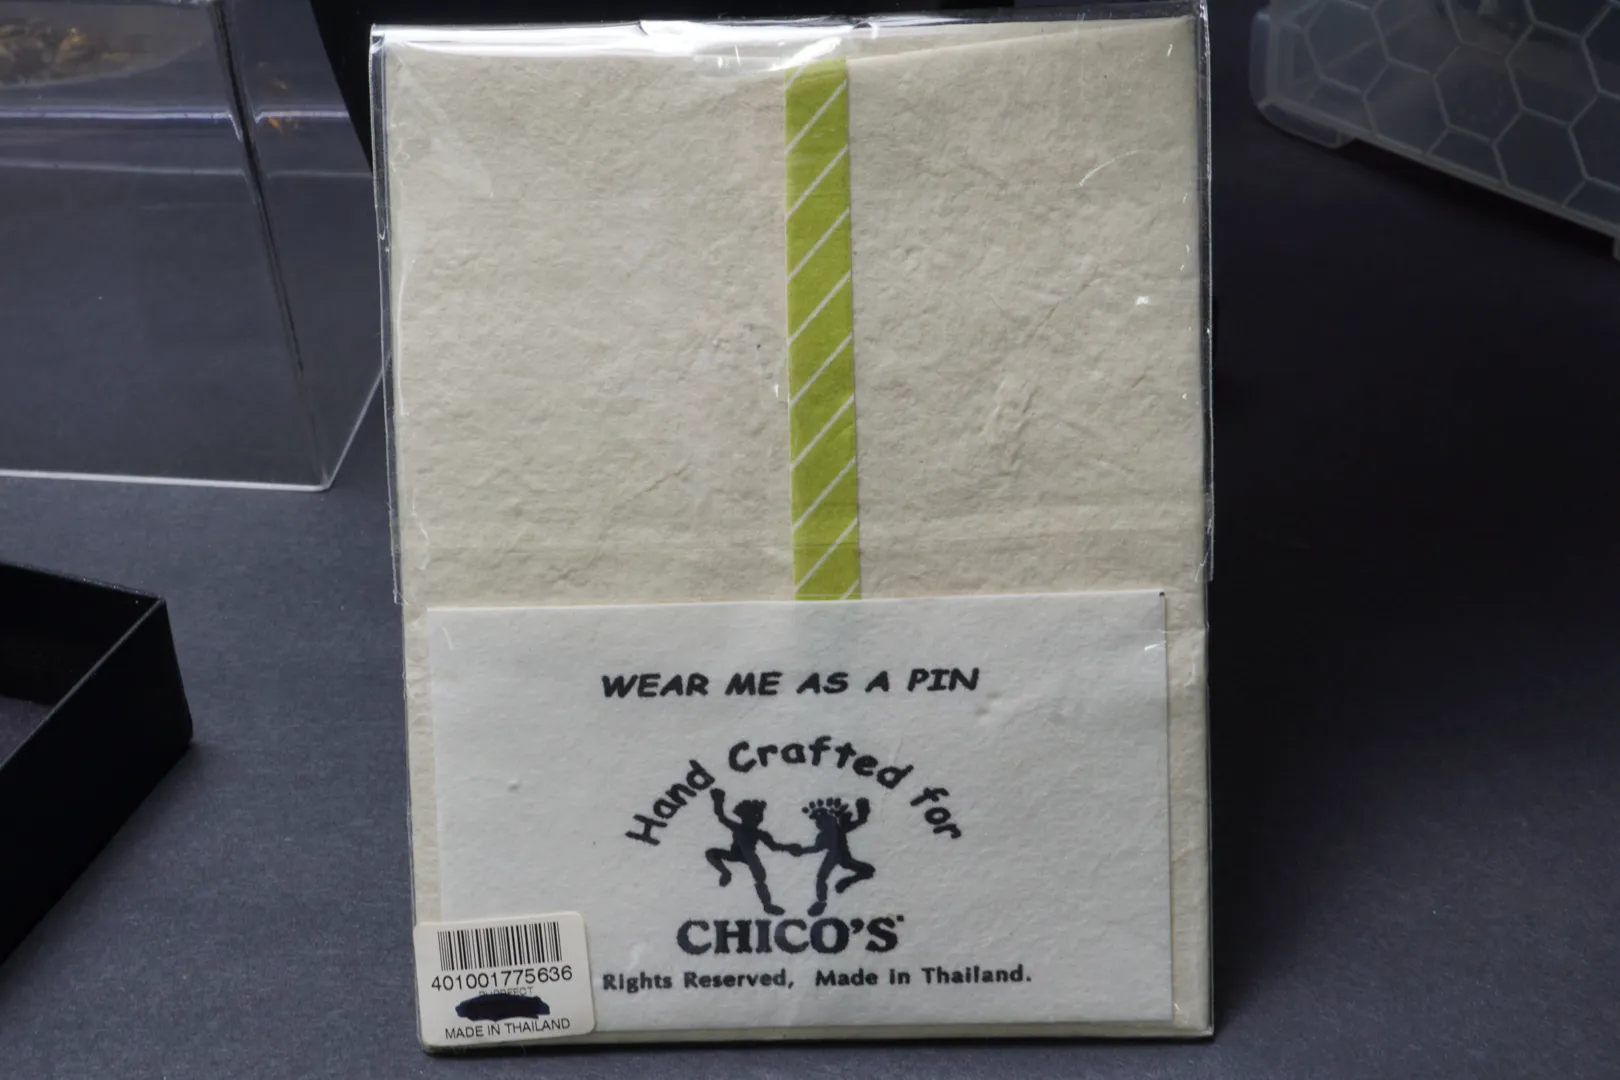 WEAR ME AS A PIN
Hand Crafted for
CHICO'S
Rights Reserved, Made in Thailand.
401001775636
MADE IN THAILAND